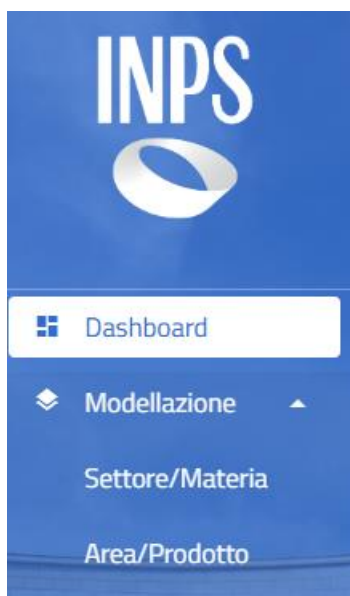 INPS
Dashboard
Modellazione
Settore/Materia
Area/Prodotto